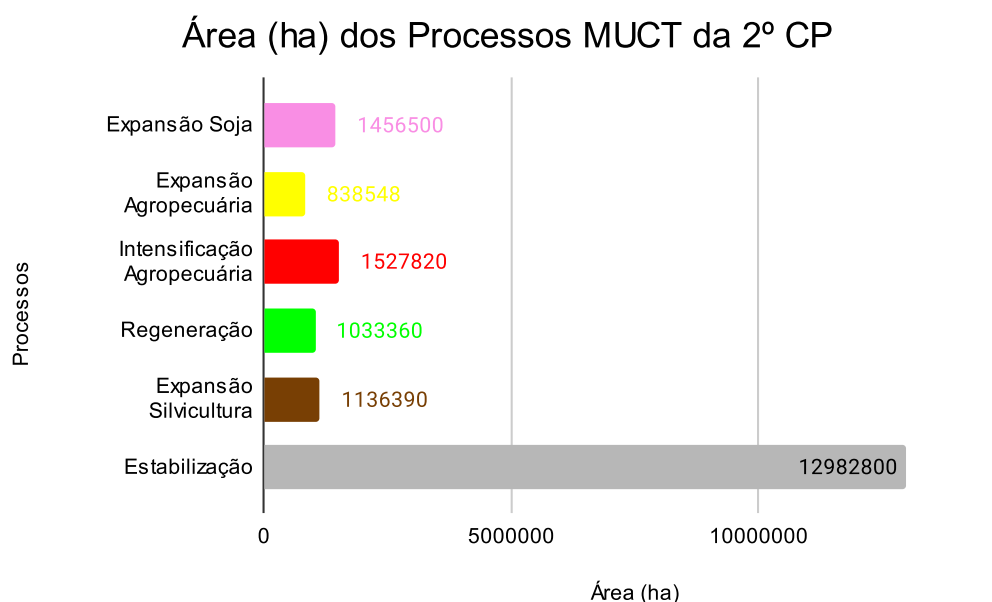 Área (ha) dos Processos MUCT da 2º CP
Expansão Soja
1456500
Expansão
Agropecuária
838548
Intensificação
Agropecuária
1527820
Regeneração
1033360
Expansão
Silvicultura
1136390
Estabilização
12982800
Processos
0
5000000
10000000
Área (ha)